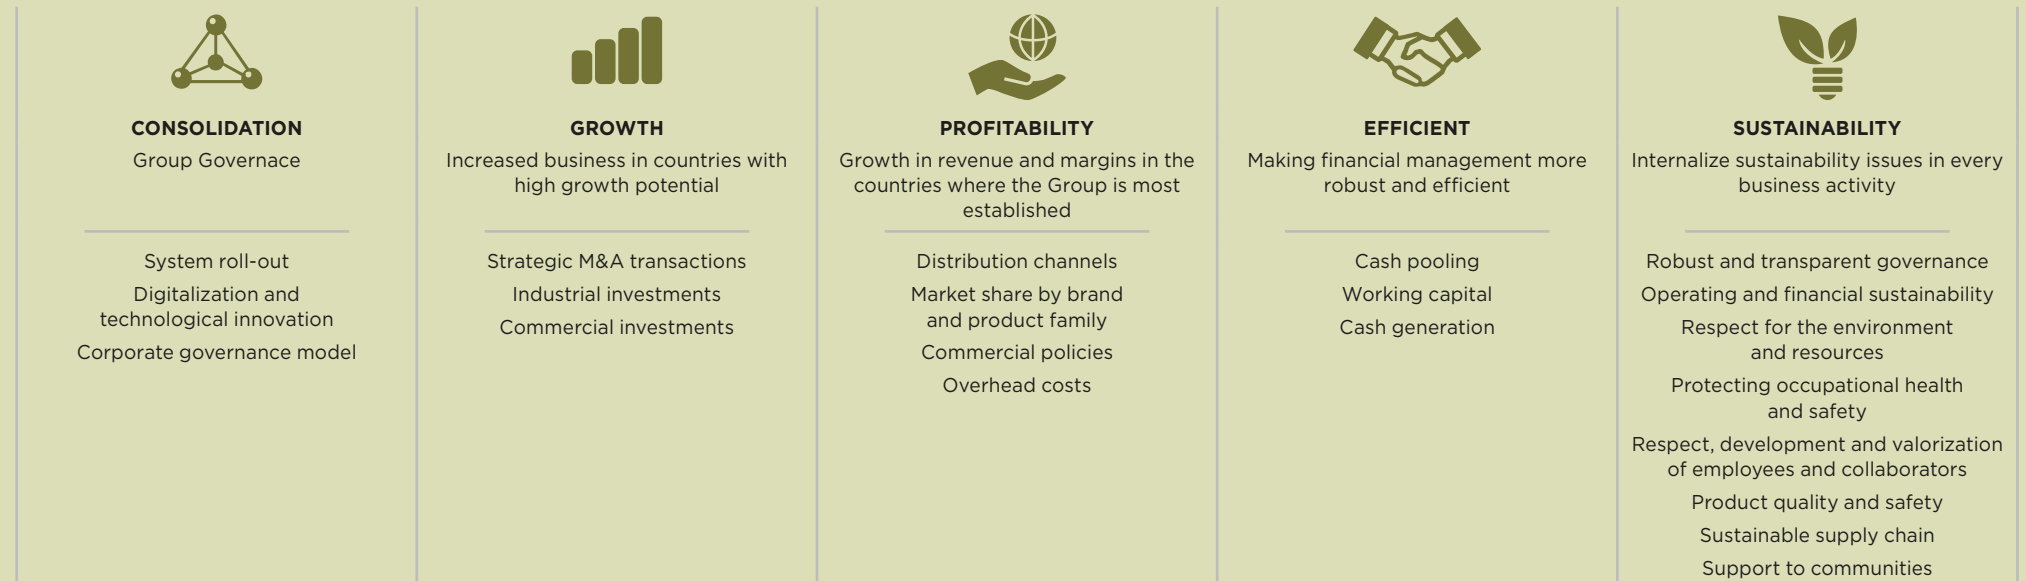 CONSOLIDATION
Group Governace
System roll-out
Digitalization and
technological innovation
Corporate governance model
GROWTH
Increased business in countries with
high growth potential
Strategic M&A transactions
Industrial investments
Commercial investments
PROFITABILITY
Growth in revenue and margins in the
countries where the Group is most
established
Distribution channels
Market share by brand
and product family
Commercial policies
Overhead costs
EFFICIENT
Making financial management more
robust and efficient
Cash pooling
Working capital
Cash generation
SUSTAINABILITY
Internalize sustainability issues in every
business activity
Robust and transparent governance
Operating and financial sustainability
Respect for the environment
and resources
Protecting occupational health
and safety
Respect, development and valorization
of employees and collaborators
Product quality and safety
Sustainable supply chain
Support to communities